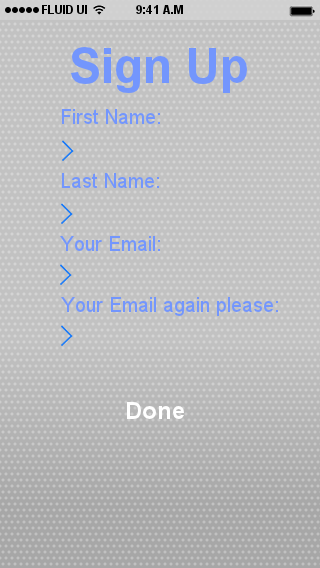 FLUID UI 9:41 A.M
Sign Up
First Name:
Last Name:
Your Email:
Your Email again please:
Done